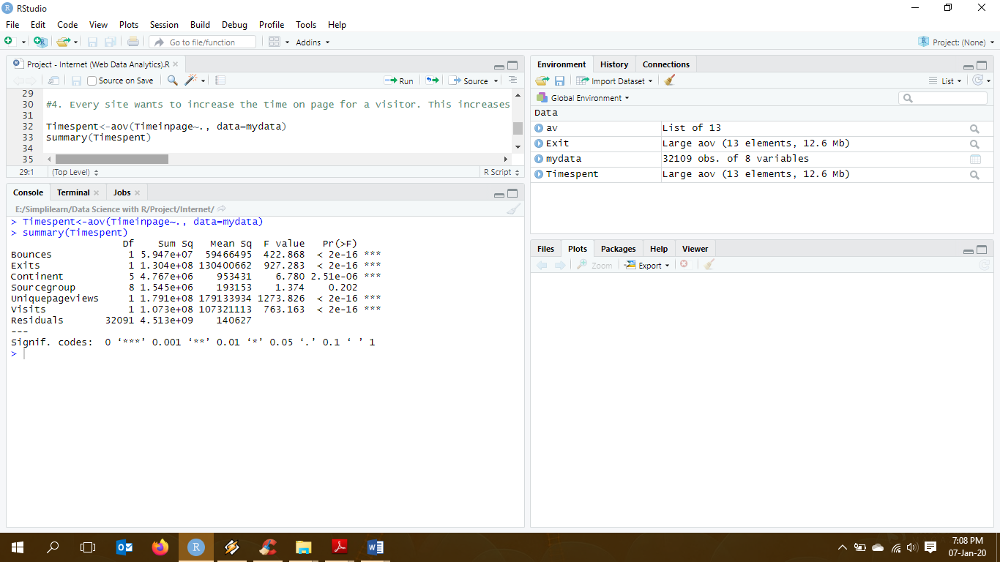 RStudio
File Edit Code View Plots Session Build Debug Profile Tools Help
Go to file/function Addins Project: (None)
Project - Internet (Web Data Analytics).R
Source on Save Run Source
29
30 #4. Every site wants to increase the time on page for a visitor. This increases
31
32 Timespent<-aov(Timeinpage~., data=mydata)
33 summary(Timespent)
34
35
29:1 (Top Level) R Script
Console Terminal Jobs
E:/Simplilearn/Data Science with R/Project/Internet/
> Timespent<-aov(Timeinpage~., data=mydata)
> summary(Timespent)
Df Sum Sq Mean Sq F value Pr(>F)
Bounces 1 5.947e+07 59466495 422.868 < 2e-16 ***
Exits 1 1.304e+08 130400662 927.283 < 2e-16 ***
Continent 5 4.767e+06 953431 6.780 2.51e-06 ***
Sourcegroup 8 1.545e+06 193153 1.374 0.202
Uniquepageviews 1 1.791e+08 179133934 1273.826 < 2e-16 ***
Visits 1 1.073e+08 107321113 763.163 < 2e-16 ***
Residuals 32091 4.513e+09 140627
---
Signif. codes: 0 ‘***’ 0.001 ‘**’ 0.01 ‘*’ 0.05 ‘.’ 0.1 ‘ ’ 1
>
Environment History Connections
Import Dataset List
Global Environment
Data
av List of 13
Exit Large aov (13 elements, 12.6 Mb)
mydata 32109 obs. of 8 variables
Timespent Large aov (13 elements, 12.6 Mb)
Files Plots Packages Help Viewer
Zoom Export
7:08 PM
07-Jan-20